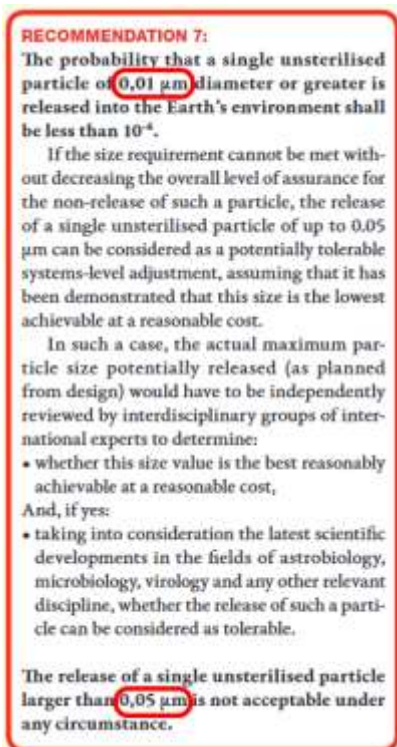 RECOMMENDATION 7:
The probability that a single unsterilised
particle of 0,01 µm diameter or greater is
released into the Earth's environment shall
be less than 10⁻⁶.
If the size requirement cannot be met with-
out decreasing the overall level of assurance for
the non-release of such a particle, the release
of a single unsterilised particle of up to 0.05
µm can be considered as a potentially tolerable
systems-level adjustment, assuming that it has
been demonstrated that this size is the lowest
achievable at a reasonable cost.
In such a case, the actual maximum par-
ticle size potentially released (as planned
from design) would have to be independently
reviewed by interdisciplinary groups of inter-
national experts to determine:
• whether this size value is the best reasonably
achievable at a reasonable cost,
And, if yes:
• taking into consideration the latest scientific
developments in the fields of astrobiology,
microbiology, virology and any other relevant
discipline, whether the release of such a parti-
cle can be considered as tolerable.
The release of a single unsterilised particle
larger than 0,05 µm is not acceptable under
any circumstance.